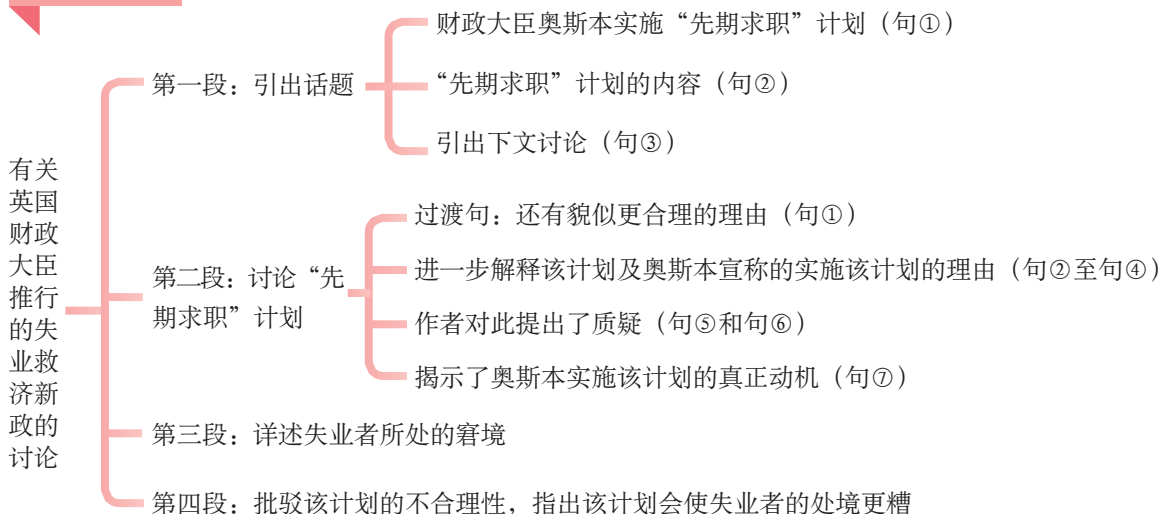 有关
英国
财政
大臣
推行
的失
业救
济新
政的
讨论
第一段：引出话题
财政大臣奥斯本实施“先期求职”计划（句①）
“先期求职”计划的内容（句②）
引出下文讨论（句③）
第二段：讨论“先
期求职”计划
过渡句：还有貌似更合理的理由（句①）
进一步解释该计划及奥斯本宣称的实施该计划的理由（句②至句④）
作者对此提出了质疑（句⑤和句⑥）
揭示了奥斯本实施该计划的真正动机（句⑦）
第三段：详述失业者所处的窘境
第四段：批驳该计划的不合理性，指出该计划会使失业者的处境更糟